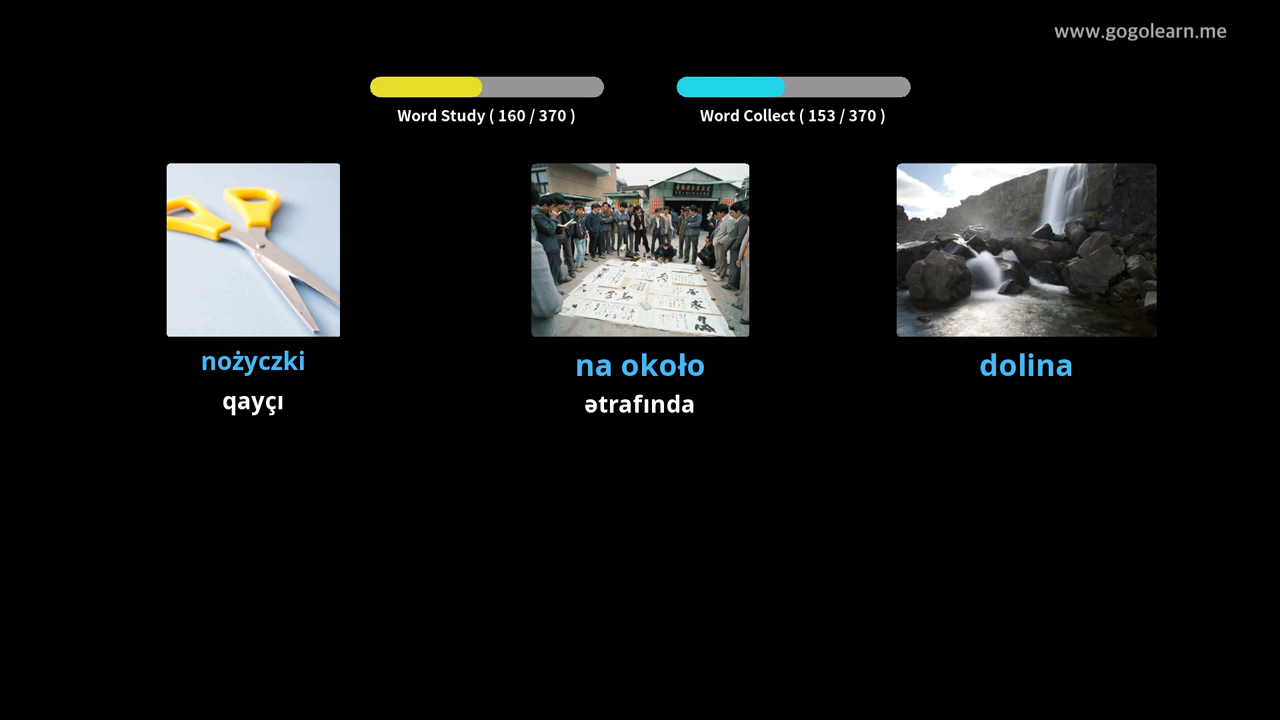 www.gogolearn.me
Word Study ( 160 / 370 )
Word Collect ( 153 / 370 )
nożyczki
na około
dolina
qayçı
ətrafında